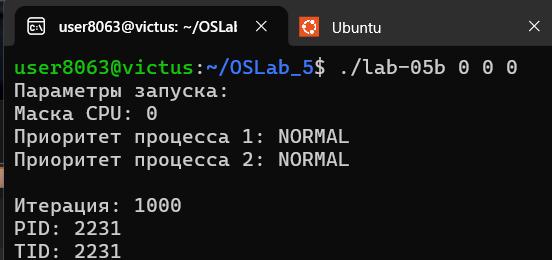 user8063@victus: ~/OSLab_
Ubuntu
user8063@victus:~/OSLab_5$ ./lab-05b 0 0 0
Параметры запуска:
Маска CPU: 0
Приоритет процесса 1: NORMAL
Приоритет процесса 2: NORMAL
Итерация: 1000
PID: 2231
TID: 2231